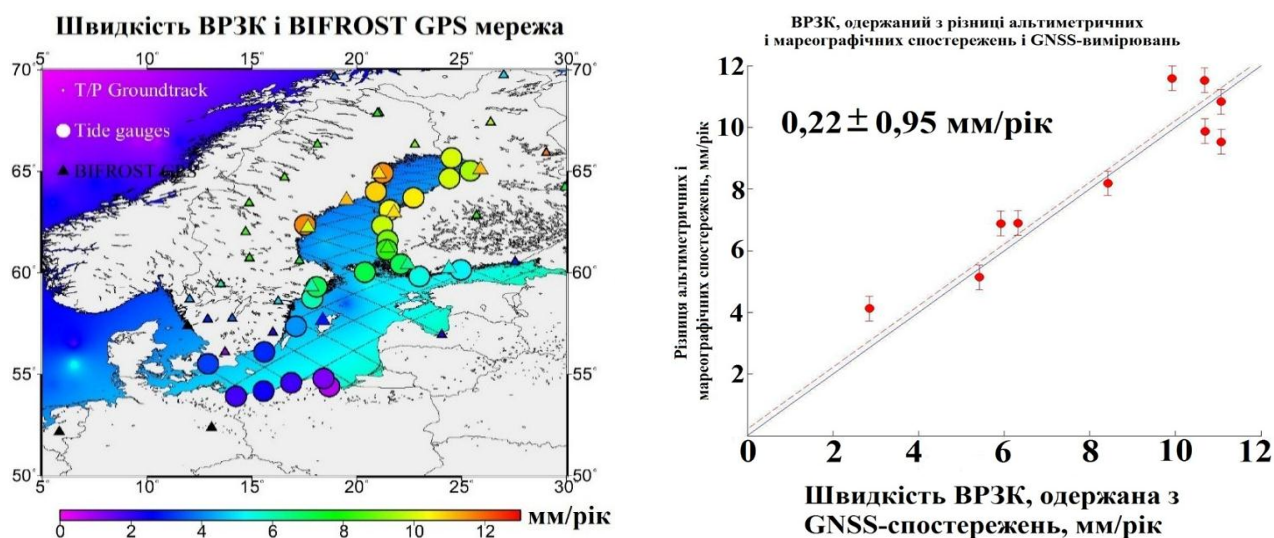 Швидкість ВРЗК і BIFROST GPS мережа
5° 10° 15° 20° 25° 30°
70° 70°
T/P Groundtrack
Tide gauges
65° 65°
BIFROST GPS
60° 60°
55° 55°
50° 50°
5° 10° 15° 20° 25° 30°
0 2 4 6 8 10 12 мм/рік
ВРЗК, одержаний з різниці альтиметричних
і мареографічних спостережень і GNSS-вимірювань
Різниця альтиметричних і
мареографічних спостережень, мм/рік
12
10
8
6
4
2
0,22 ± 0,95 мм/рік
0 2 4 6 8 10 12
Швидкість ВРЗК, одержана з
GNSS-спостережень, мм/рік